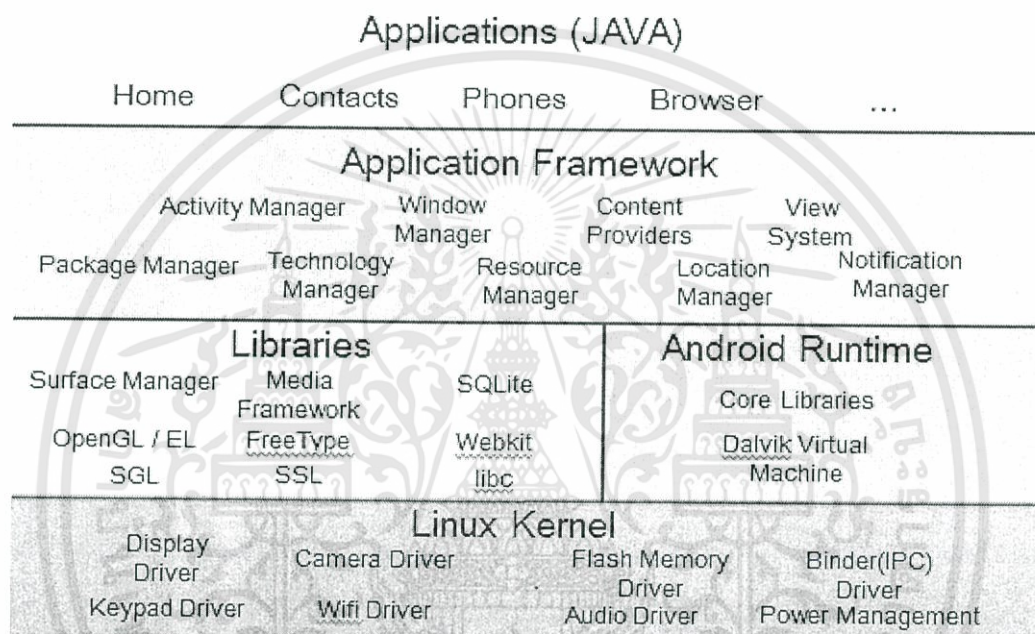 Applications (JAVA)
Home Contacts Phones Browser ...
Application Framework
Activity Manager Window Manager Content Providers View System
Package Manager Technology Manager Resource Manager Location Manager Notification Manager
Libraries
Surface Manager Media Framework SQLite
OpenGL / EL FreeType Webkit
SGL SSL libc
Android Runtime
Core Libraries
Dalvik Virtual Machine
Linux Kernel
Display Driver Camera Driver Flash Memory Driver Binder(IPC) Driver
Keypad Driver Wifi Driver Audio Driver Power Management